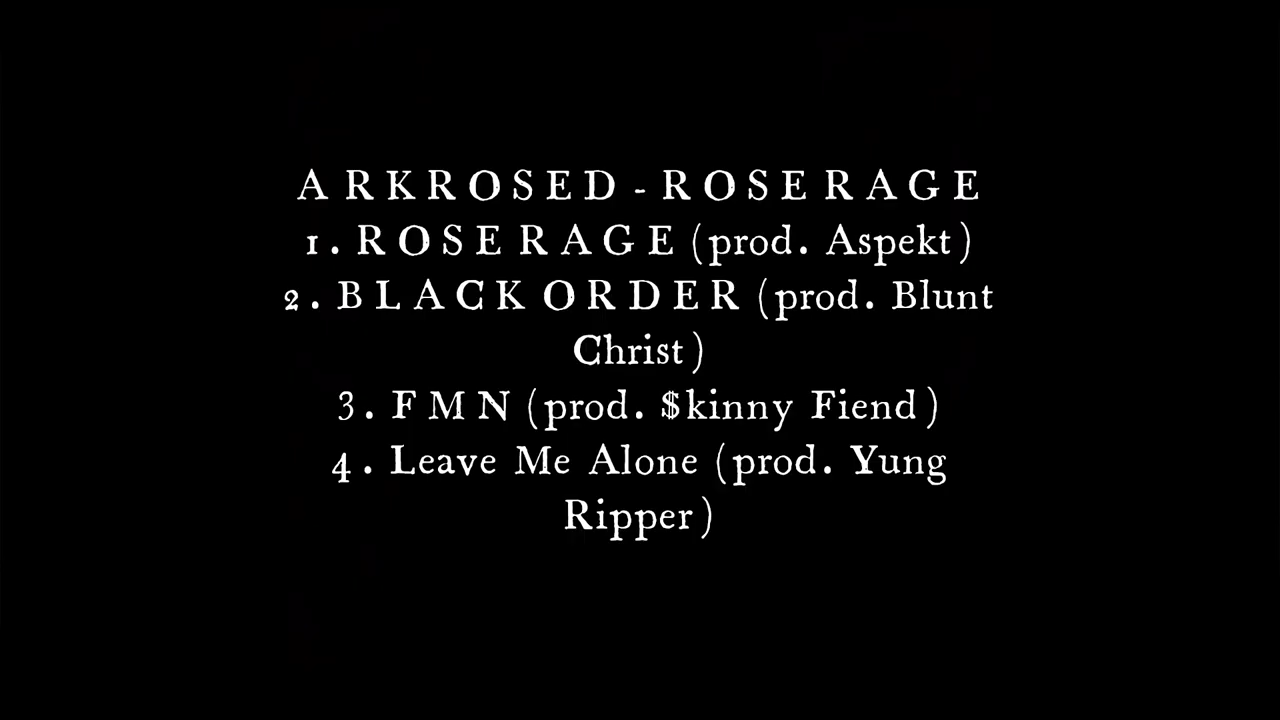 A R K R O S E D - R O S E R A G E
1. R O S E R A G E (prod. Aspekt)
2. B L A C K O R D E R (prod. Blunt
Christ)
3. F M N (prod. $kinny Fiend)
4. Leave Me Alone (prod. Yung
Ripper)